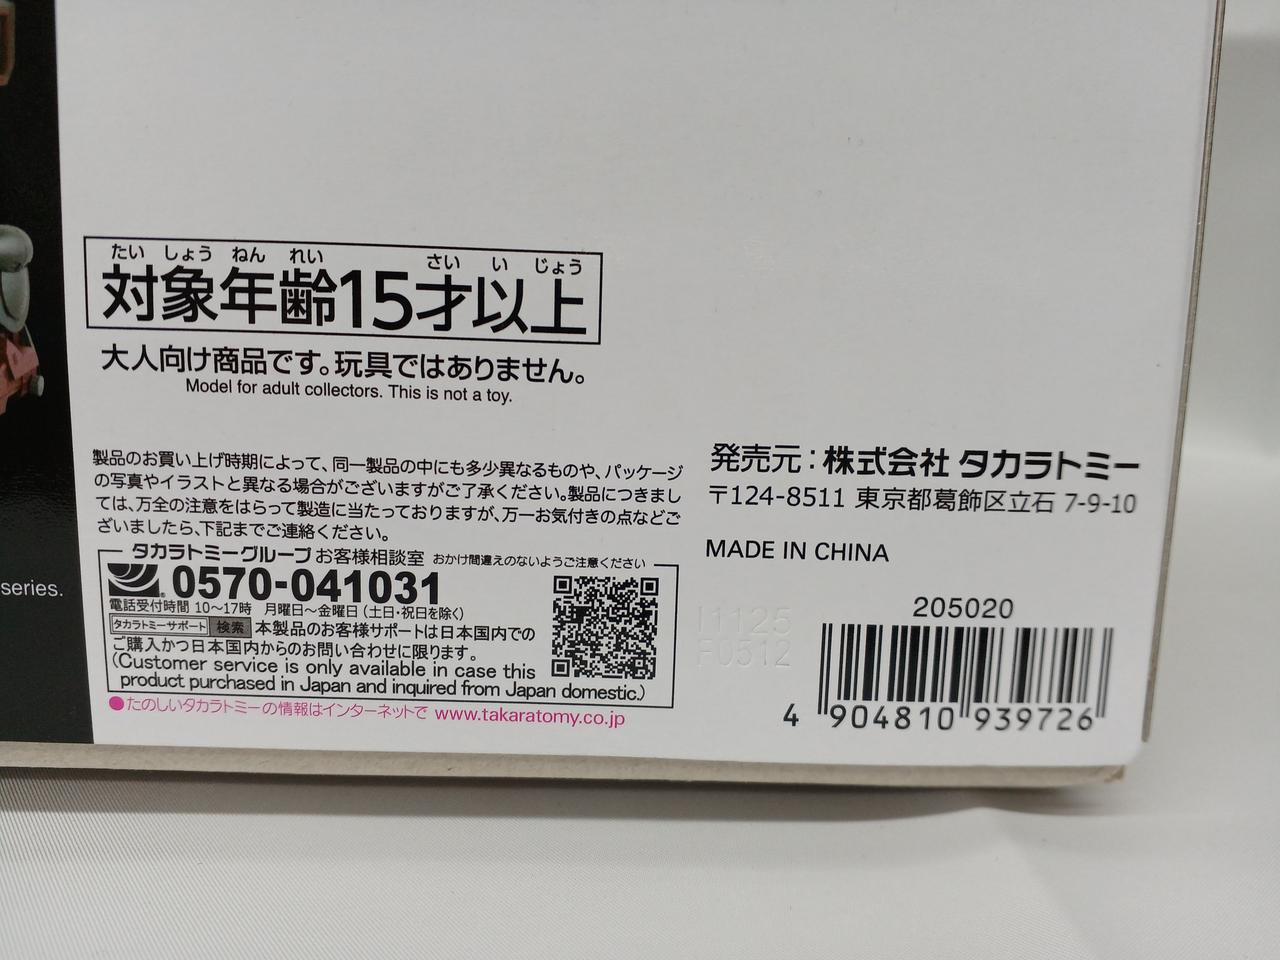 たい しょう ねん れい さい い じょう
対象年齢15才以上
大人向け商品です。玩具ではありません。
Model for adult collectors. This is not a toy.
製品のお買い上げ時期によって、同一製品の中にも多少異なるものや、パッケージ
の写真やイラストと異なる場合がございますがご了承ください。製品につきまし
ては、万全の注意をはらって製造に当たっておりますが、万一お気付きの点などご
ざいましたら、下記までご連絡ください。
タカラトミーグループ お客様相談室 おかけ間違えのないようご注意ください
0570-041031
電話受付時間 10〜17時 月曜日〜金曜日(土日・祝日を除く)
タカラトミーサポート 検索 本製品のお客様サポートは日本国内での
ご購入かつ日本国内からのお問い合わせに限ります。
(Customer service is only available in case this
product purchased in Japan and inquired from Japan domestic.)
●たのしいタカラトミーの情報はインターネットで www.takaratomy.co.jp
series.
発売元:株式会社 タカラトミー
〒124-8511 東京都葛飾区立石 7-9-10
MADE IN CHINA
I1125
F0512
205020
4 904810 939726